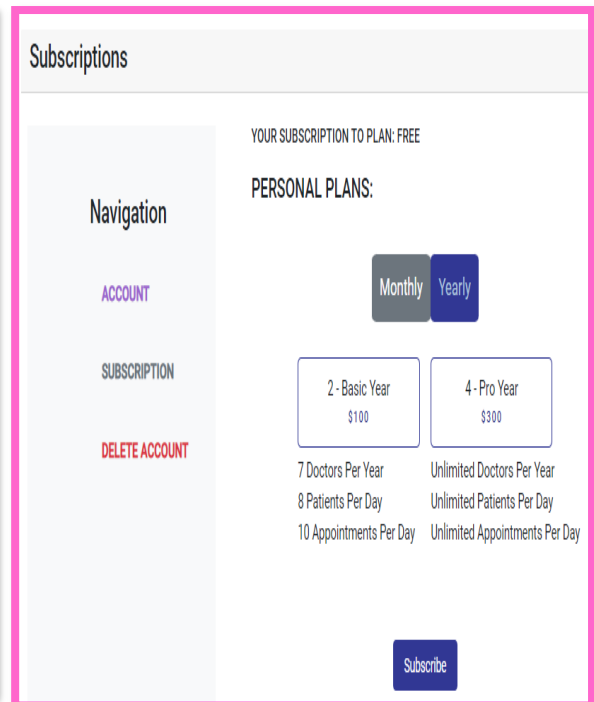 Subscriptions
Navigation
ACCOUNT
SUBSCRIPTION
DELETE ACCOUNT
YOUR SUBSCRIPTION TO PLAN: FREE
PERSONAL PLANS:
Monthly Yearly
2 - Basic Year
$100
7 Doctors Per Year
8 Patients Per Day
10 Appointments Per Day
4 - Pro Year
$300
Unlimited Doctors Per Year
Unlimited Patients Per Day
Unlimited Appointments Per Day
Subscribe